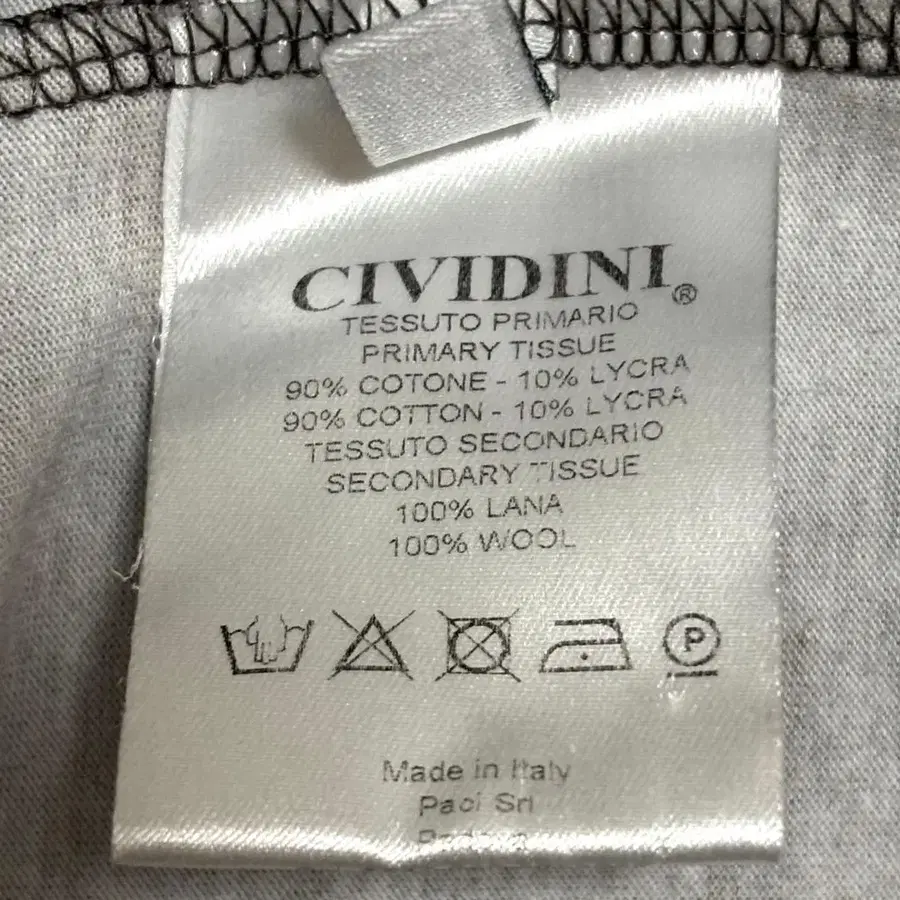 CIVIDINI®
TESSUTO PRIMARIO
PRIMARY TISSUE
90% COTONE - 10% LYCRA
90% COTTON - 10% LYCRA
TESSUTO SECONDARIO
SECONDARY TISSUE
100% LANA
100% WOOL
P
Made in Italy
Paci Srl